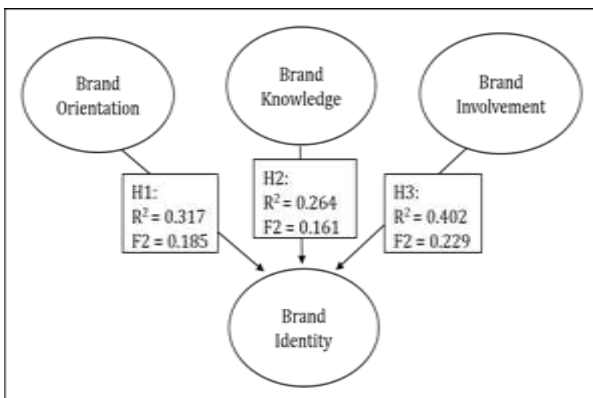 Brand
Orientation
Brand
Knowledge
Brand
Involvement
H1:
R² = 0.317
F2 = 0.185
H2:
R² = 0.264
F2 = 0.161
H3:
R² = 0.402
F2 = 0.229
Brand
Identity